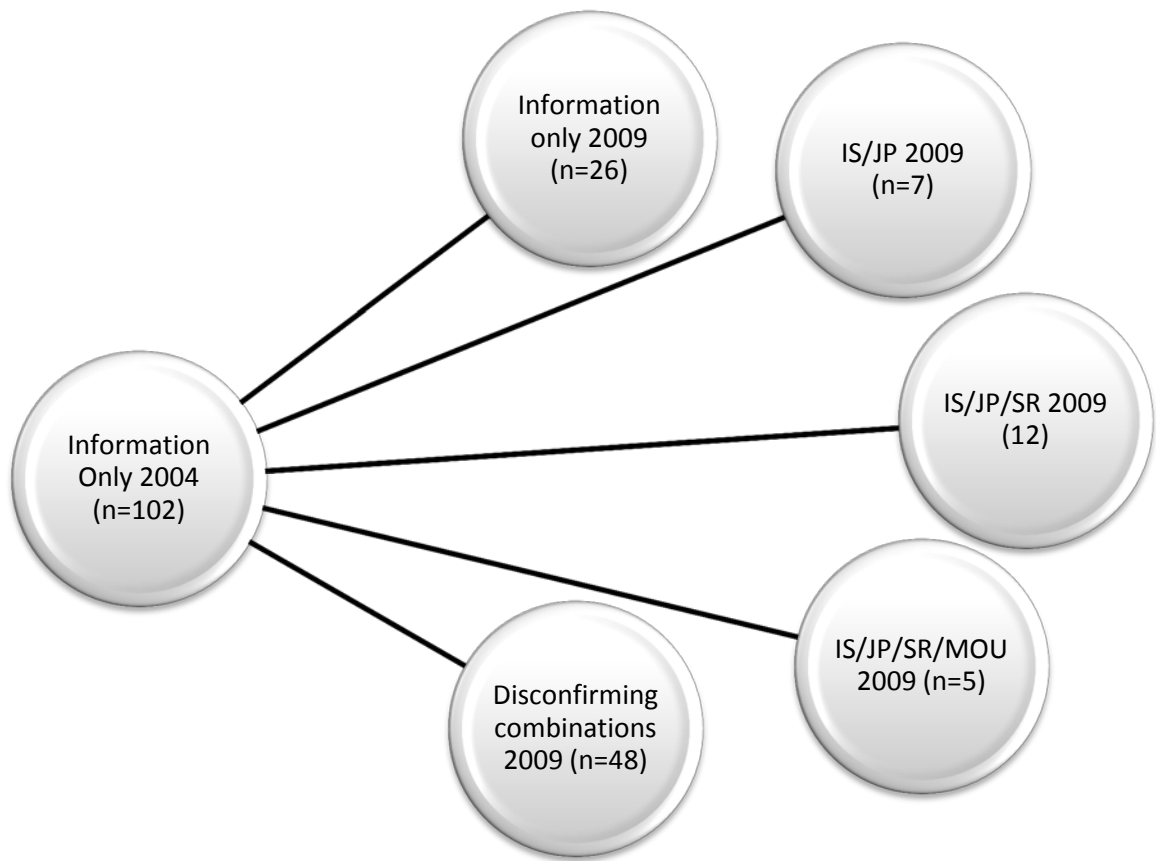 Information
only 2009
(n=26)
IS/JP 2009
(n=7)
IS/JP/SR 2009
(12)
Information
Only 2004
(n=102)
IS/JP/SR/MOU
2009 (n=5)
Disconfirming
combinations
2009 (n=48)